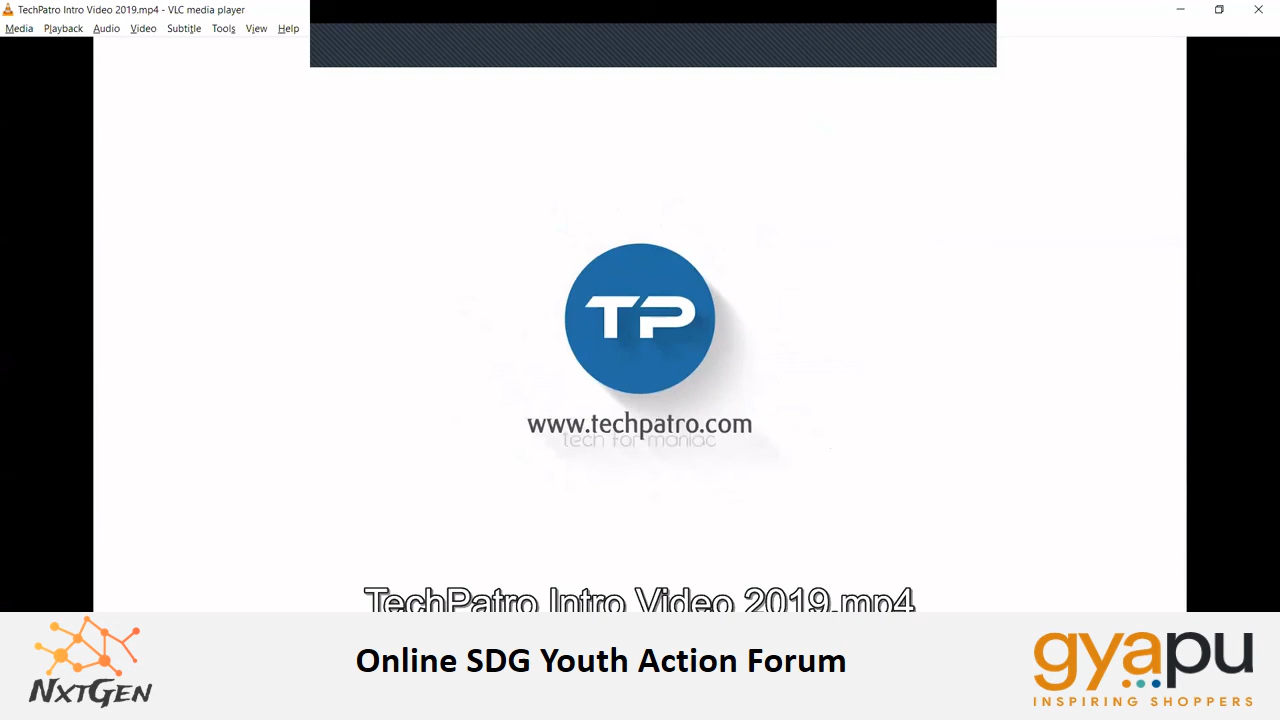 TechPatro Intro Video 2019.mp4 - VLC media player
Media Playback Audio Video Subtitle Tools View Help
TP
www.techpatro.com
tech for maniac
TechPatro Intro Video 2019.mp4
NxtGen
Online SDG Youth Action Forum
gyapu
INSPIRING SHOPPERS